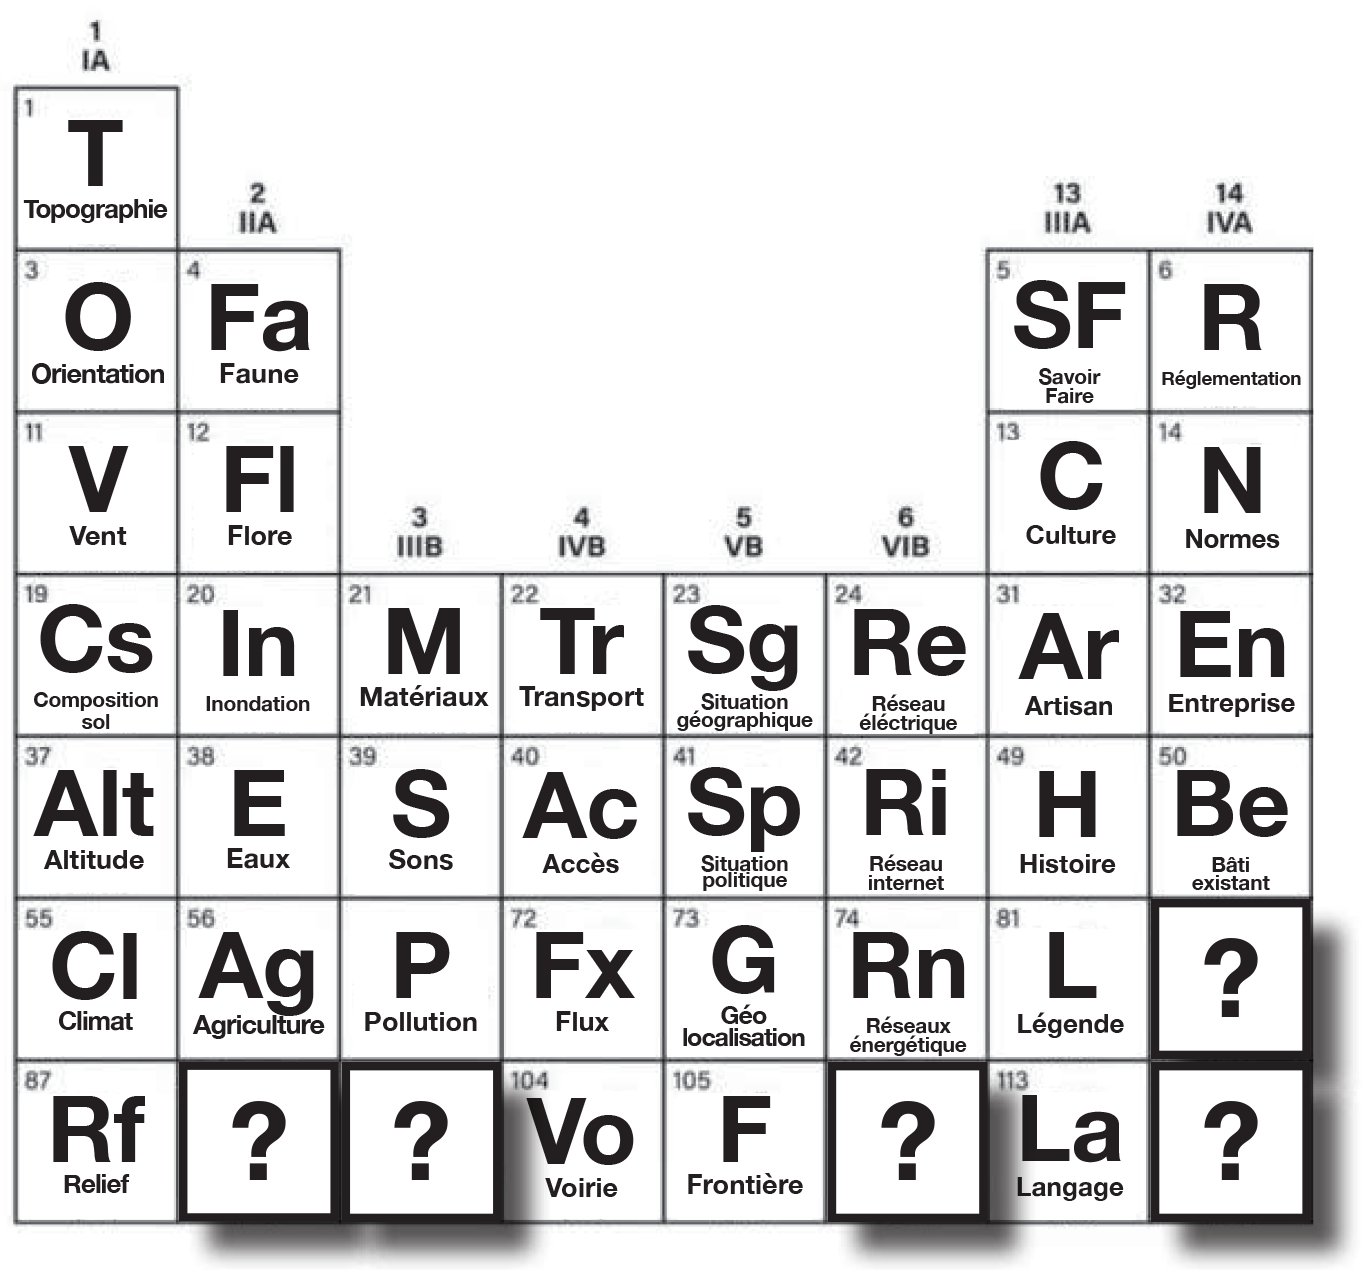 1
IA
1
T
Topographie
2
IIA
13
IIIA
14
IVA
3
O
Orientation
4
Fa
Faune
5
SF
Savoir
Faire
6
R
Réglementation
11
V
Vent
12
Fl
Flore
3
IIIB
4
IVB
5
VB
6
VIB
13
C
Culture
14
N
Normes
19
Cs
Composition
sol
20
In
Inondation
21
M
Matériaux
22
Tr
Transport
23
Sg
Situation
géographique
24
Re
Réseau
éléctrique
31
Ar
Artisan
32
En
Entreprise
37
Alt
Altitude
38
E
Eaux
39
S
Sons
40
Ac
Accès
41
Sp
Situation
politique
42
Ri
Réseau
internet
49
H
Histoire
50
Be
Bâti
existant
55
Cl
Climat
56
Ag
Agriculture
P
Pollution
72
Fx
Flux
73
G
Géo
localisation
74
Rn
Réseaux
énergétique
81
L
Légende
?
87
Rf
Relief
?
?
104
Vo
Voirie
105
F
Frontière
?
113
La
Langage
?